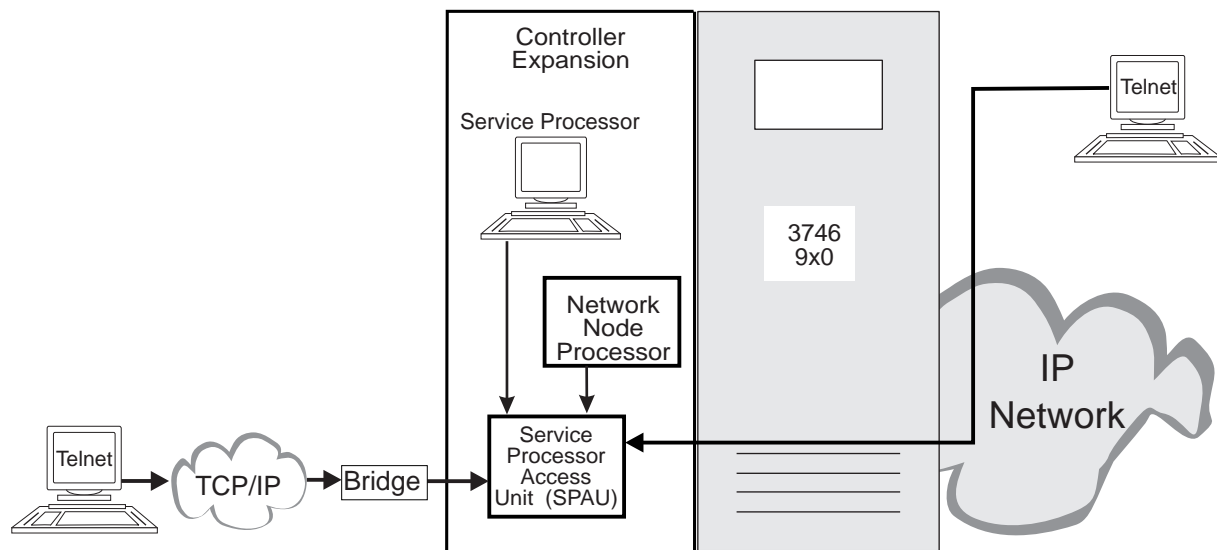 Controller
Expansion
Service Processor
Telnet
3746
9x0
Network
Node
Processor
IP
Network
Service
Processor
Access
Unit (SPAU)
Telnet
TCP/IP
Bridge